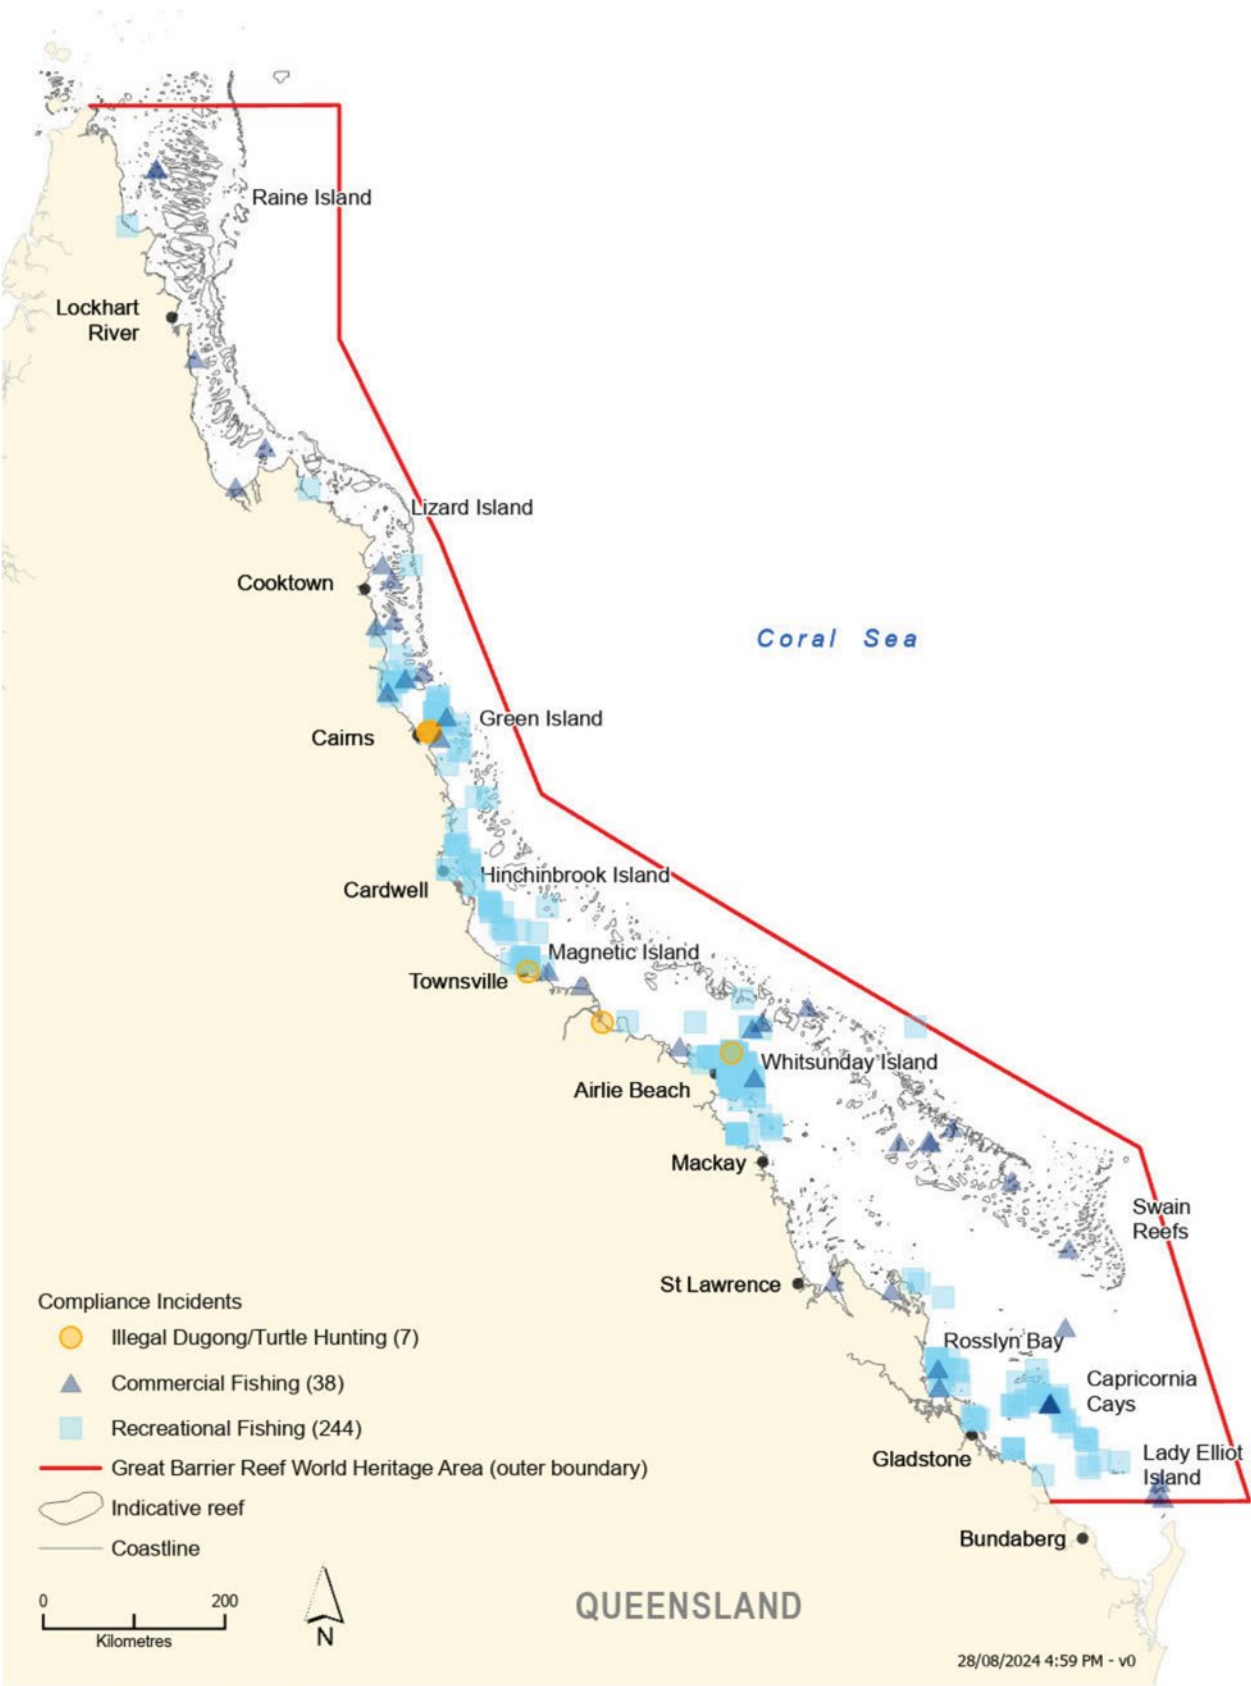 Raine Island
Lockhart
River
Lizard Island
Cooktown
Coral Sea
Green Island
Cairns
Hinchinbrook Island
Cardwell
Magnetic Island
Townsville
Whitsunday Island
Airlie Beach
Mackay
Swain
Reefs
St Lawrence
Rosslyn Bay
Capricornia
Cays
Gladstone
Lady Elliot
Island
Bundaberg
Compliance Incidents
Illegal Dugong/Turtle Hunting (7)
Commercial Fishing (38)
Recreational Fishing (244)
Great Barrier Reef World Heritage Area (outer boundary)
Indicative reef
Coastline
0 200
Kilometres
N
QUEENSLAND
28/08/2024 4:59 PM - v0